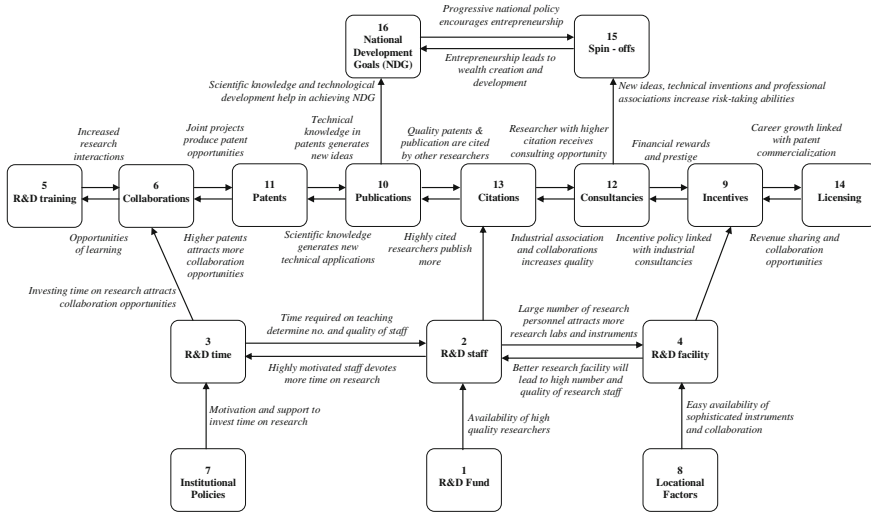 Progressive national policy
encourages entrepreneurship
16
National
Development
Goals (NDG)
15
Spin - offs
Entrepreneurship leads to
wealth creation and
development
Scientific knowledge and technological
development help in achieving NDG
New ideas, technical inventions and professional
associations increase risk-taking abilities
Increased
research
interactions
Joint projects
produce patent
opportunities
Technical
knowledge in
patents generates
new ideas
Quality patents &
publication are cited
by other researchers
Researcher with higher
citation receives
consulting opportunity
Financial rewards
and prestige
Career growth linked
with patent
commercialization
5
R&D training
6
Collaborations
11
Patents
10
Publications
13
Citations
12
Consultancies
9
Incentives
14
Licensing
Opportunities
of learning
Higher patents
attracts more
collaboration
opportunities
Scientific knowledge
generates new
technical applications
Highly cited
researchers publish
more
Industrial association
and collaborations
increases quality
Incentive policy linked
with industrial
consultancies
Revenue sharing and
collaboration
opportunities
Investing time on research attracts
collaboration opportunities
Time required on teaching
determine no. and quality of staff
Large number of research
personnel attracts more
research labs and instruments
3
R&D time
2
R&D staff
4
R&D facility
Highly motivated staff devotes
more time on research
Better research facility will
lead to high number and
quality of research staff
Motivation and support to
invest time on research
Availability of high
quality researchers
Easy availability of
sophisticated instruments
and collaboration
7
Institutional
Policies
1
R&D Fund
8
Locational
Factors